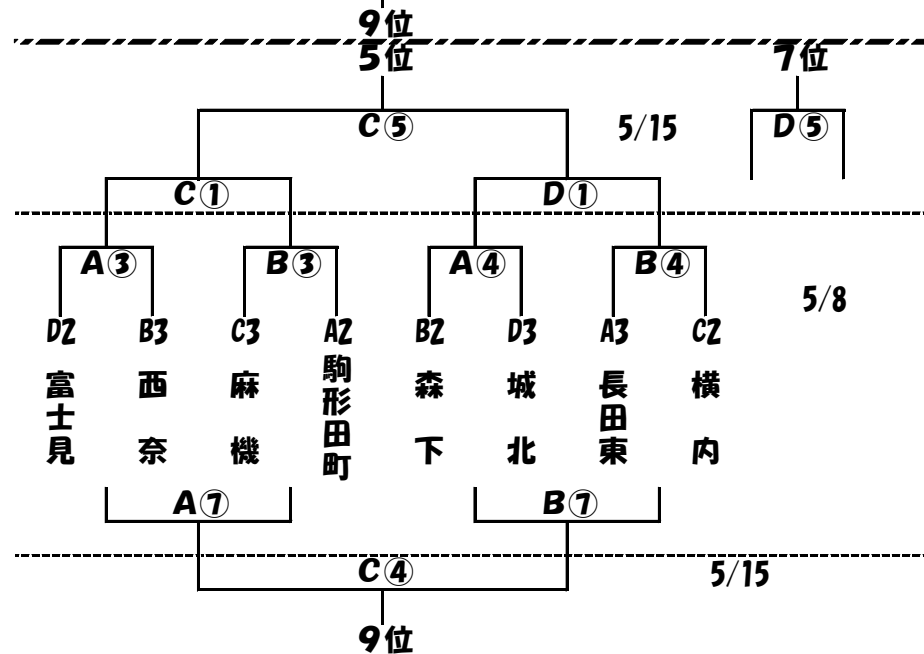 9位
5位
7位
C⑤
5/15
D⑤
C①
D①
A③
B③
A④
B④
5/8
D2
B3
C3
A2
B2
D3
A3
C2
富士見
西奈
麻機
駒形田町
森下
城北
長田東
横内
A⑦
B⑦
C④
5/15
9位